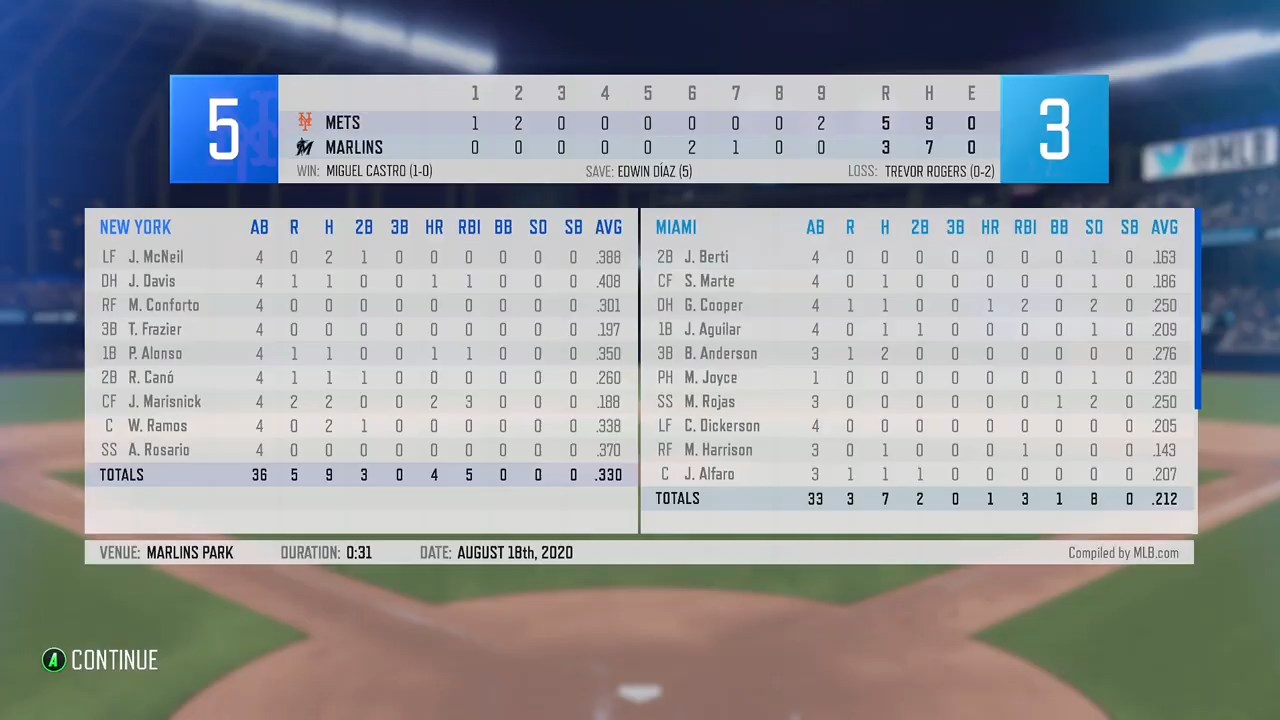 5
1 2 3 4 5 6 7 8 9 R H E
METS 1 2 0 0 0 0 0 0 2 5 9 0
MARLINS 0 0 0 0 0 2 1 0 0 3 7 0
WIN: MIGUEL CASTRO (1-0) SAVE: EDWIN DÍAZ (5) LOSS: TREVOR ROGERS (0-2)
3
NEW YORK AB R H 2B 3B HR RBI BB SO SB AVG
LF J. McNeil 4 0 2 1 0 0 0 0 0 0 .388
DH J. Davis 4 1 1 0 0 1 1 0 0 0 .408
RF M. Conforto 4 0 0 0 0 0 0 0 0 0 .301
3B T. Frazier 4 0 0 0 0 0 0 0 0 0 .197
1B P. Alonso 4 1 1 0 0 1 1 0 0 0 .350
2B R. Canó 4 1 1 1 0 0 0 0 0 0 .260
CF J. Marisnick 4 2 2 0 0 2 3 0 0 0 .188
C W. Ramos 4 0 2 1 0 0 0 0 0 0 .338
SS A. Rosario 4 0 0 0 0 0 0 0 0 0 .370
TOTALS 36 5 9 3 0 4 5 0 0 0 .330
MIAMI AB R H 2B 3B HR RBI BB SO SB AVG
2B J. Berti 4 0 0 0 0 0 0 0 1 0 .163
CF S. Marte 4 0 1 0 0 0 0 0 1 0 .186
DH G. Cooper 4 1 1 0 0 1 2 0 2 0 .250
1B J. Aguilar 4 0 1 1 0 0 0 0 1 0 .209
3B B. Anderson 3 1 2 0 0 0 0 0 0 0 .276
PH M. Joyce 1 0 0 0 0 0 0 0 1 0 .230
SS M. Rojas 3 0 0 0 0 0 0 1 2 0 .250
LF C. Dickerson 4 0 0 0 0 0 0 0 0 0 .205
RF M. Harrison 3 0 1 0 0 0 1 0 0 0 .143
C J. Alfaro 3 1 1 1 0 0 0 0 0 0 .207
TOTALS 33 3 7 2 0 1 3 1 8 0 .212
VENUE: MARLINS PARK DURATION: 0:31 DATE: AUGUST 18th, 2020 Compiled by MLB.com
@MLB
A CONTINUE